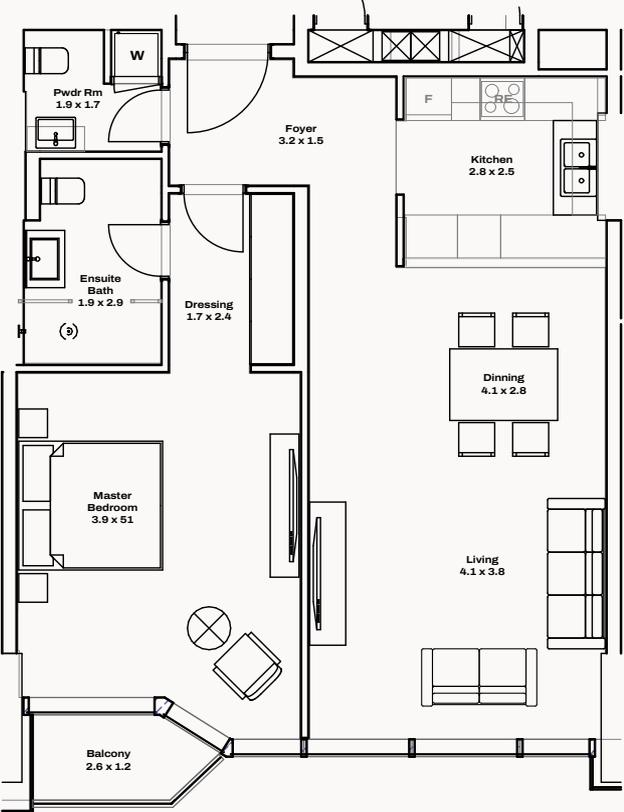 W
Pwdr Rm
1.9 x 1.7
F
RE
Foyer
3.2 x 1.5
Kitchen
2.8 x 2.5
Ensuite
Bath
1.9 x 2.9
Dressing
1.7 x 2.4
Dinning
4.1 x 2.8
Master
Bedroom
3.9 x 51
Living
4.1 x 3.8
Balcony
2.6 x 1.2